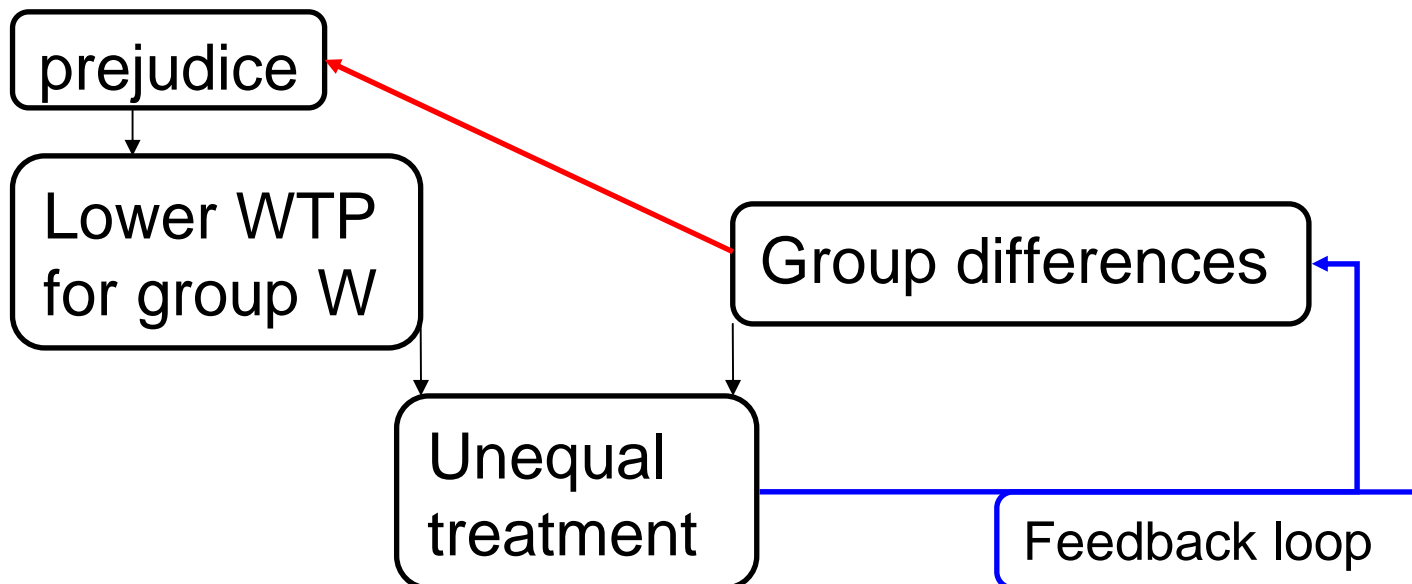 prejudice
Lower WTP
for group W
Group differences
Unequal
treatment
Feedback loop